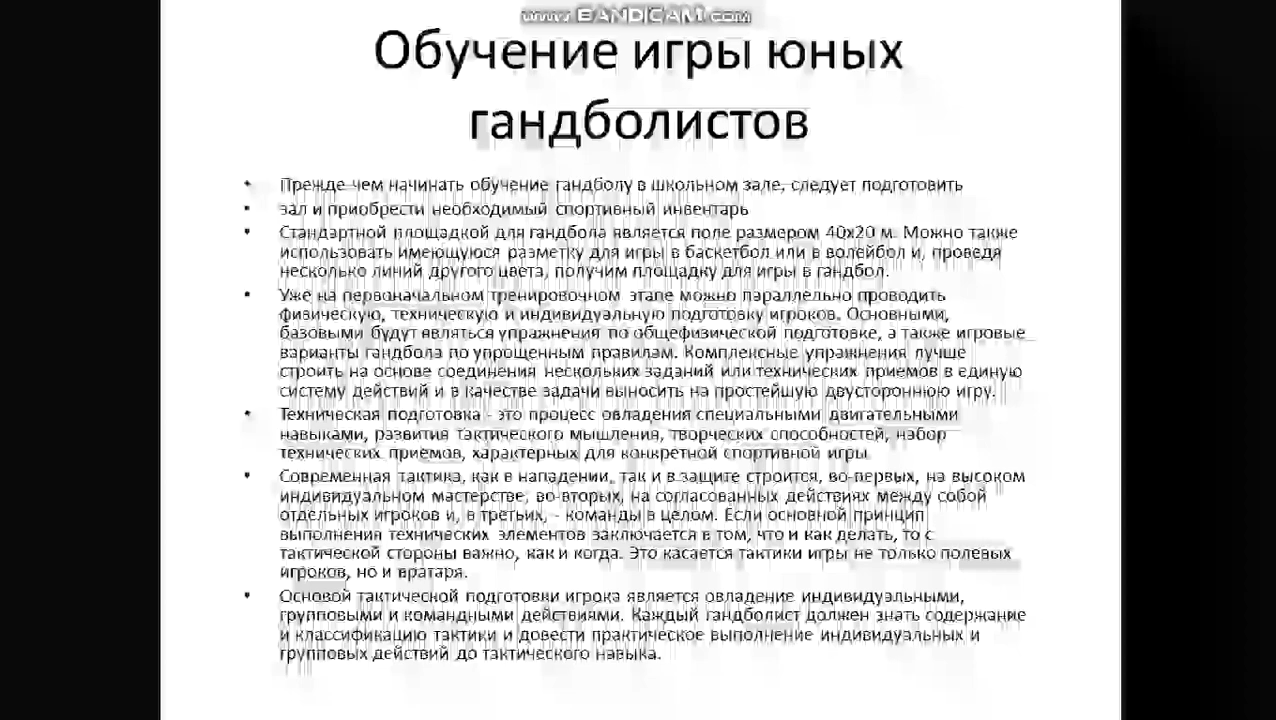 www.BANDICAM.com
Обучение игры юных
гандболистов
• Прежде чем начинать обучение гандболу в школьном зале, следует подготовить
• зал и приобрести необходимый спортивный инвентарь
• Стандартной площадкой для гандбола является поле размером 40х20 м. Можно также
использовать имеющуюся разметку для игры в баскетбол или в волейбол и, проведя
несколько линий другого цвета, получим площадку для игры в гандбол.
• Уже на первоначальном тренировочном этапе можно параллельно проводить
физическую, техническую и индивидуальную подготовку игроков. Основными,
базовыми будут являться упражнения по общефизической подготовке, а также игровые
варианты гандбола по упрощенным правилам. Комплексные упражнения лучше
строить на основе соединения нескольких заданий или технических приемов в единую
систему действий и в качестве задачи выносить на простейшую двустороннюю игру.
• Техническая подготовка - это процесс овладения специальными двигательными
навыками, развития тактического мышления, творческих способностей, набор
технических приемов, характерных для конкретной спортивной игры
• Современная тактика, как в нападении, так и в защите строится, во-первых, на высоком
индивидуальном мастерстве, во-вторых, на согласованных действиях между собой
отдельных игроков и, в третьих, - команды в целом. Если основной принцип
выполнения технических элементов заключается в том, что и как делать, то с
тактической стороны важно, как и когда. Это касается тактики игры не только полевых
игроков, но и вратаря.
• Основой тактической подготовки игрока является овладение индивидуальными,
групповыми и командными действиями. Каждый гандболист должен знать содержание
и классификацию тактики и довести практическое выполнение индивидуальных и
групповых действий до тактического навыка.